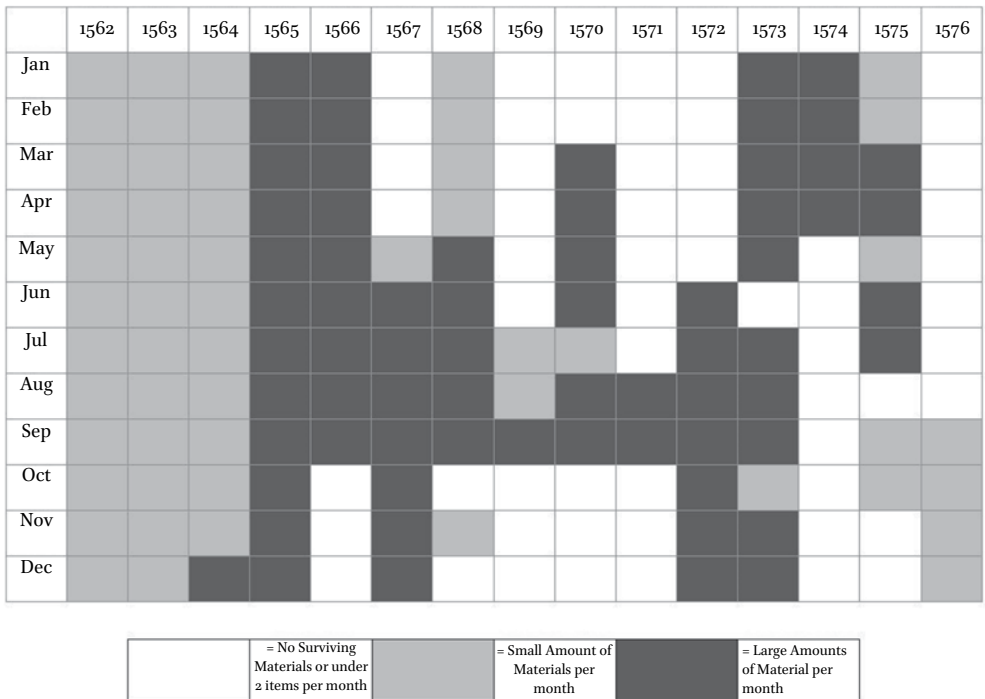 1562 1563 1564 1565 1566 1567 1568 1569 1570 1571 1572 1573 1574 1575 1576
Jan
Feb
Mar
Apr
May
Jun
Jul
Aug
Sep
Oct
Nov
Dec
= No Surviving
Materials or under
2 items per month
= Small Amount of
Materials per
month
= Large Amounts
of Material per
month